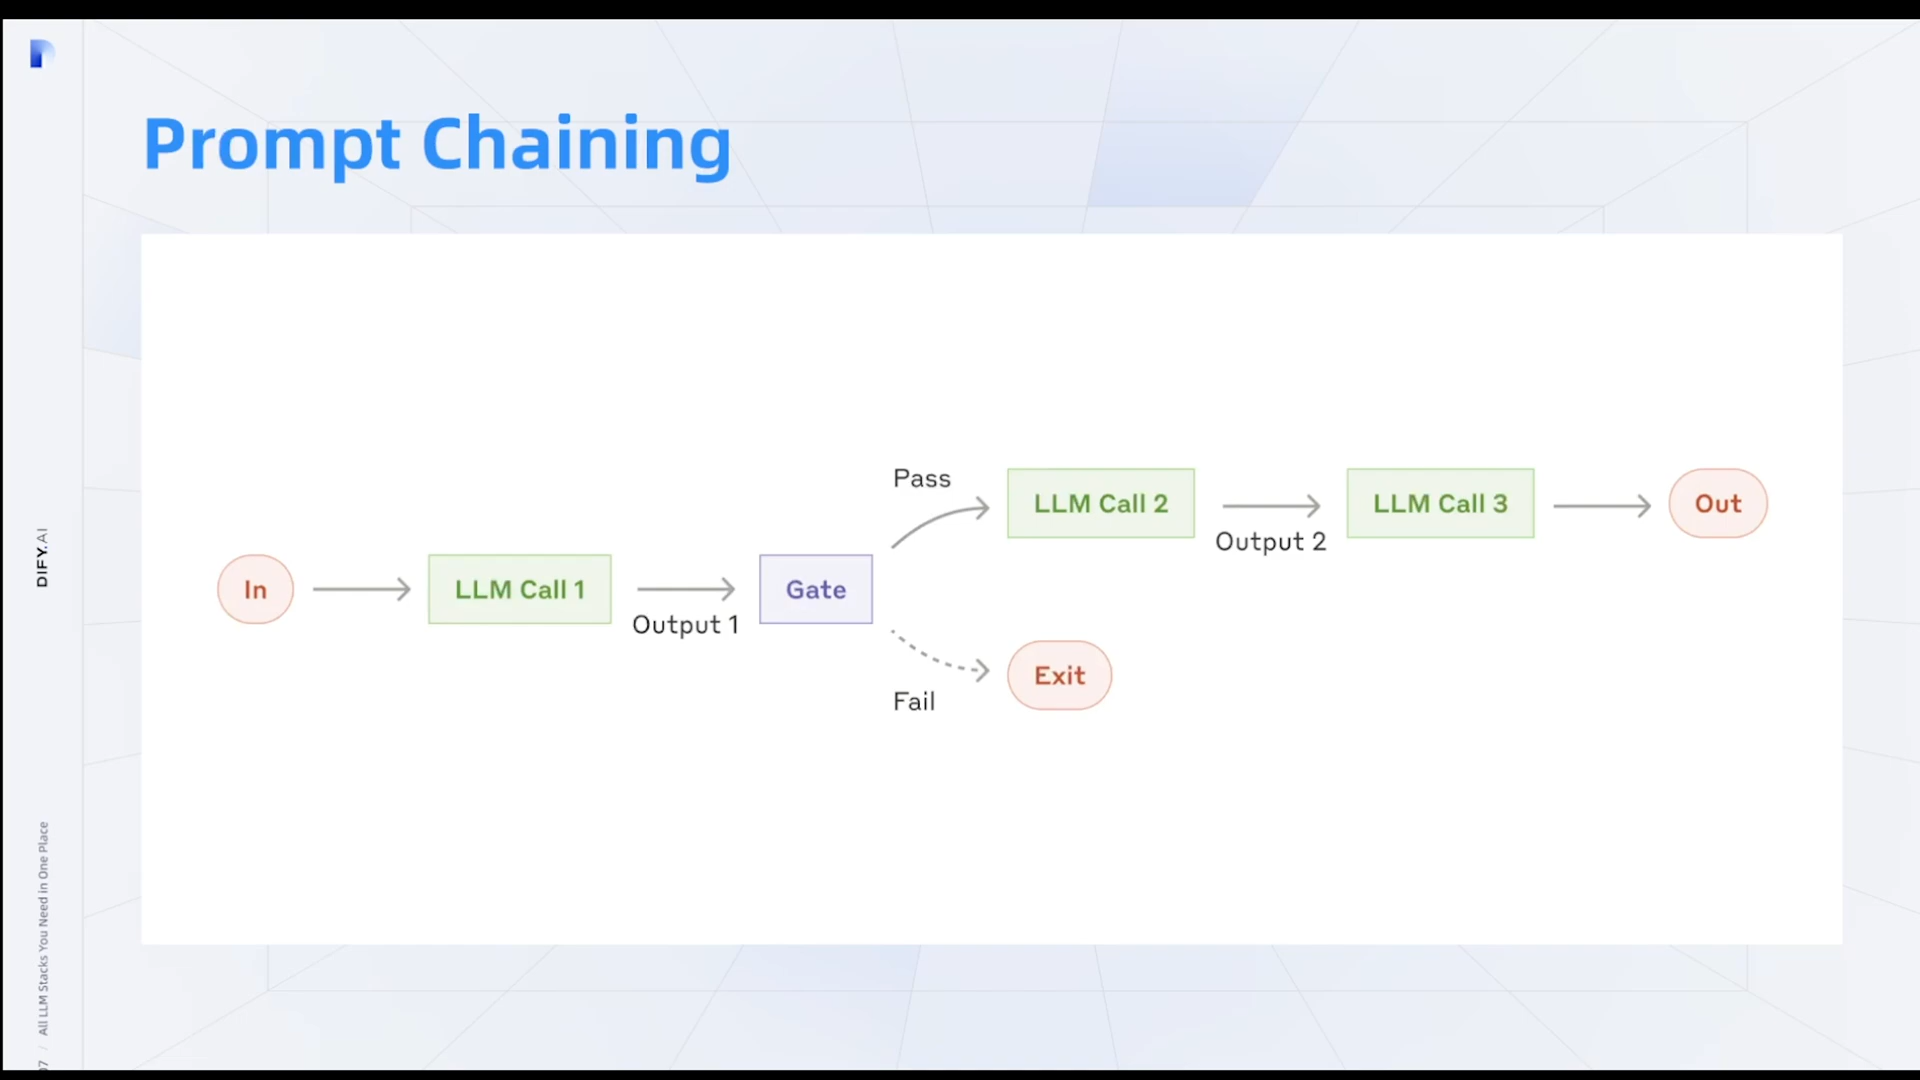 Prompt Chaining
In
LLM Call 1
Output 1
Gate
Pass
LLM Call 2
Output 2
LLM Call 3
Out
Fail
Exit
DIFY.AI
07 / All LLM Stacks You Need in One Place